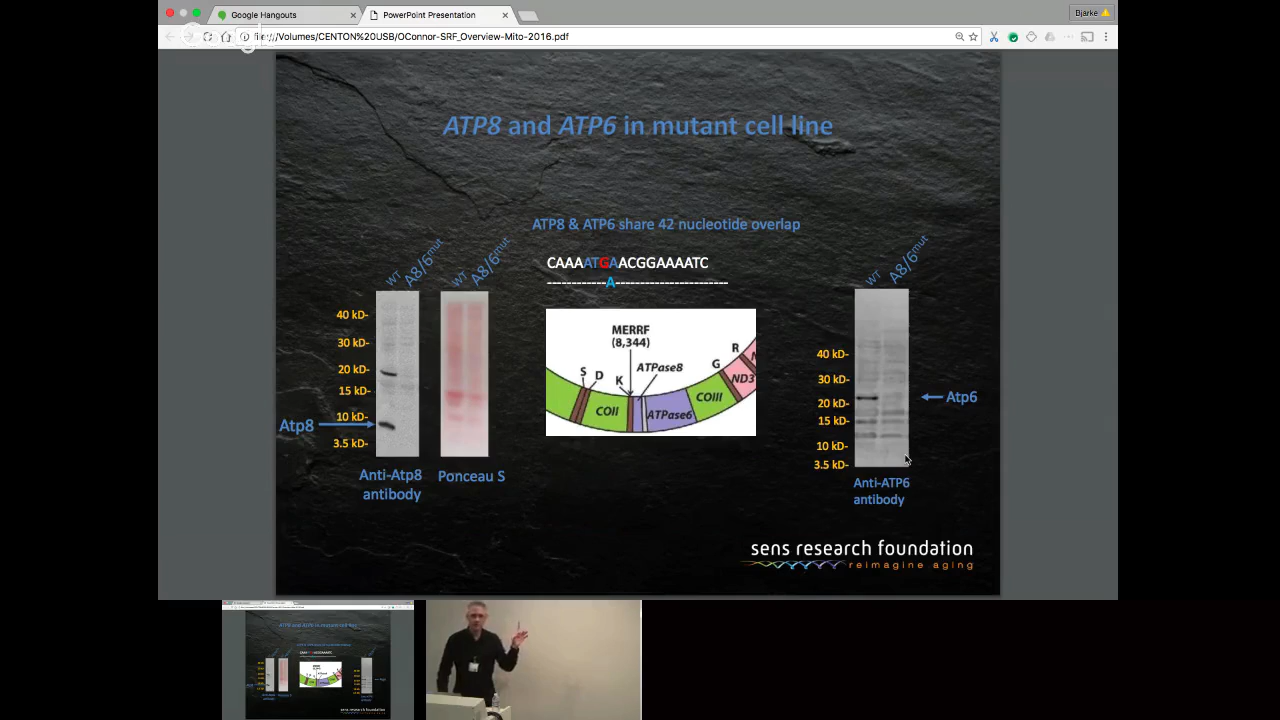 Google Hangouts
PowerPoint Presentation
Bjarke
/Volumes/CENTON%20USB/OConnor-SRF_Overview-Mito-2016.pdf
ATP8 and ATP6 in mutant cell line
ATP8 & ATP6 share 42 nucleotide overlap
CAAAATGAACGGAAAATC
------------A----------------------
WT A8/6mut
WT A8/6mut
40 kD-
30 kD-
20 kD-
15 kD-
10 kD-
3.5 kD-
Atp8
Anti-Atp8
antibody
Ponceau S
MERRF
(8,344)
S D K ATPase8 G R
COII ATPase6 COIII ND3
WT A8/6mut
40 kD-
30 kD-
20 kD-
15 kD-
10 kD-
3.5 kD-
Atp6
Anti-ATP6
antibody
sens research foundation
reimagine aging